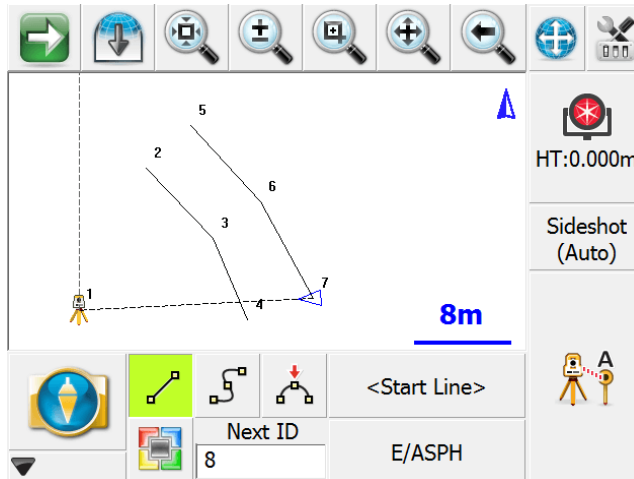 5
2
6
3
7
1
4
8m
HT:0.000m
Sideshot
(Auto)
A
<Start Line>
Next ID
8
E/ASPH